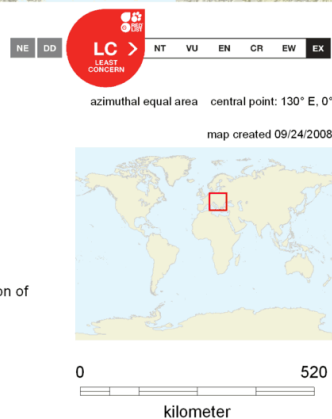 NE DD LC > NT VU EN CR EW EX
LEAST
CONCERN
azimuthal equal area central point: 130° E, 0°
map created 09/24/2008
on of
0 520
kilometer